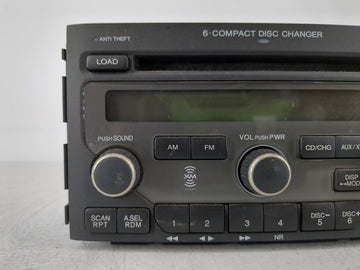 6·COMPACT DISC CHANGER
ANTI THEFT
LOAD
PUSH SOUND
AM
FM
VOL PUSH PWR
CD/CHG
AUX/X
XM
DISP
MODE
SCAN
RPT
A.SEL
RDM
1
2
3
4
DISC−
5
DISC+
6
NR